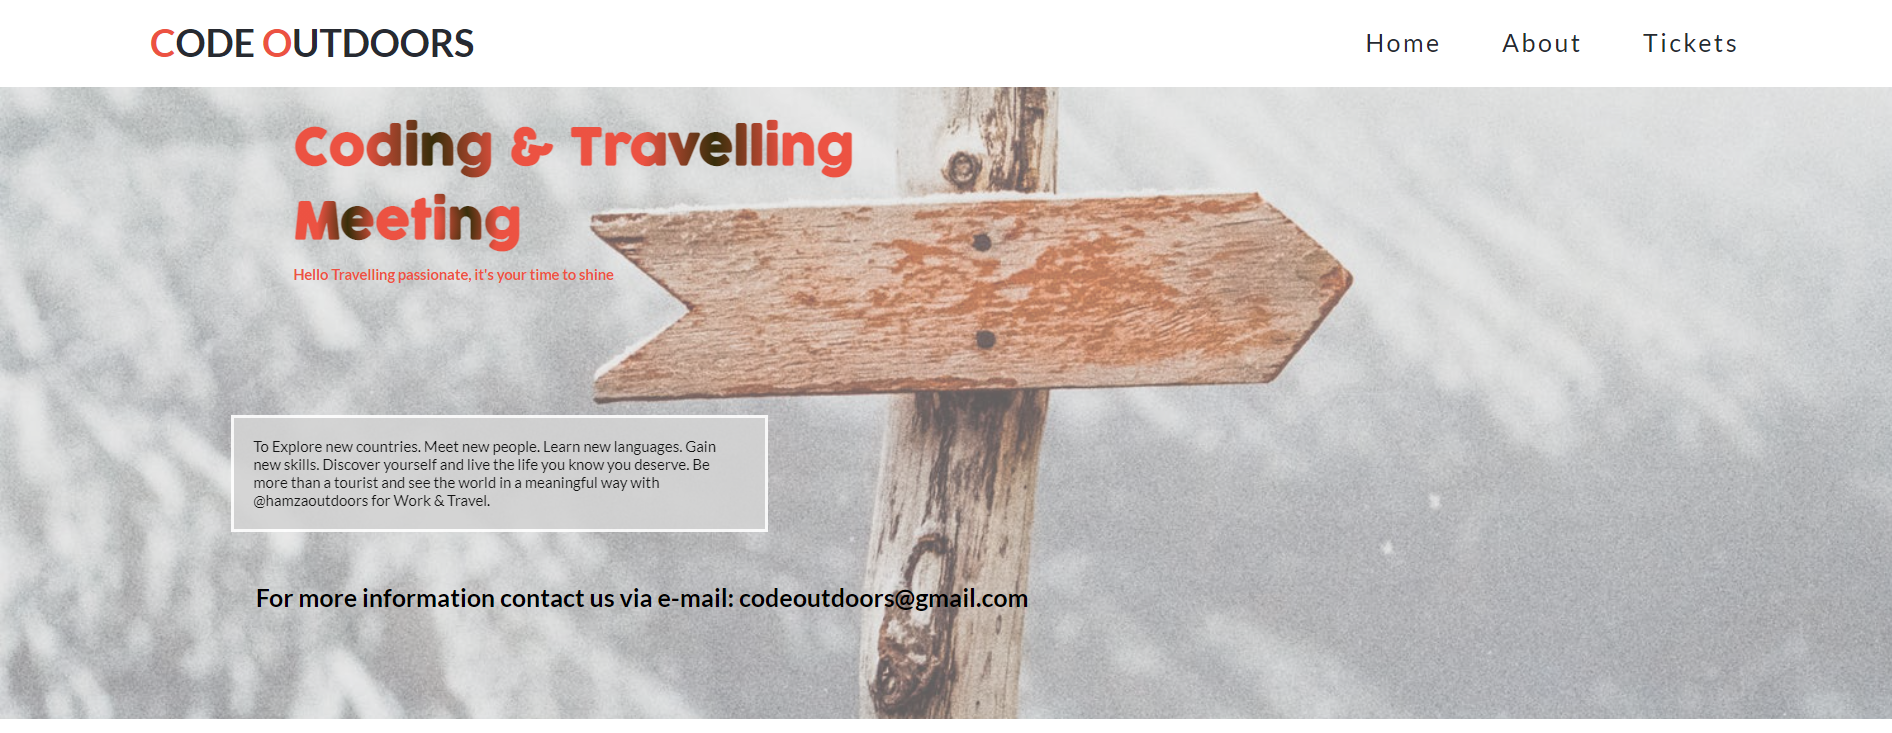 CODE OUTDOORS
Home About Tickets
Coding & Travelling
Meeting
Hello Travelling passionate, it's your time to shine
To Explore new countries. Meet new people. Learn new languages. Gain
new skills. Discover yourself and live the life you know you deserve. Be
more than a tourist and see the world in a meaningful way with
@hamzaoutdoors for Work & Travel.
For more information contact us via e-mail: codeoutdoors@gmail.com